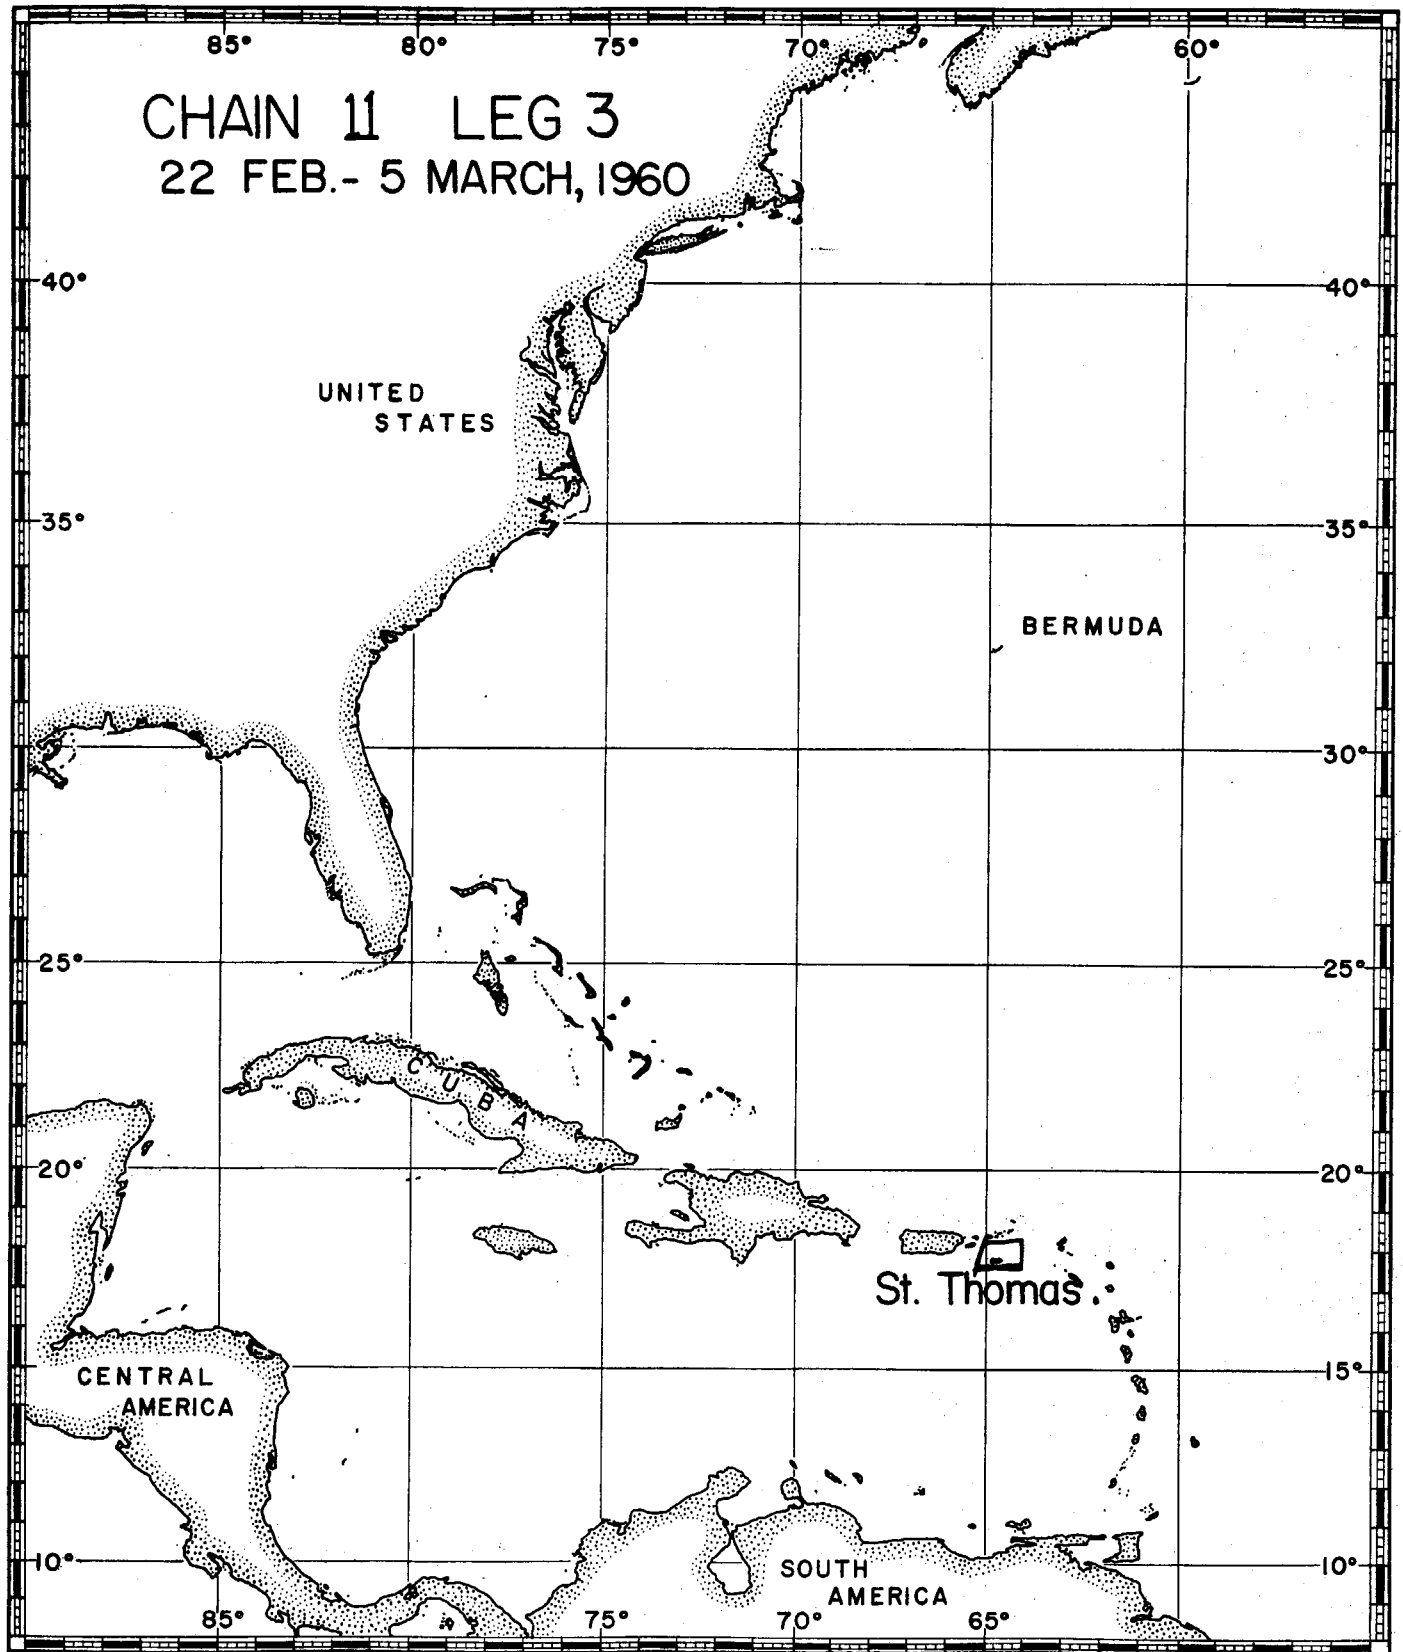 85° 80° 75° 70° 60°
CHAIN 11 LEG 3
22 FEB.- 5 MARCH, 1960
40° 40°
UNITED
STATES
35° 35°
BERMUDA
30°
25° 25°
CUBA
20° 20°
St. Thomas
15°
CENTRAL
AMERICA
10° 10°
SOUTH
AMERICA
85° 75° 70° 65°